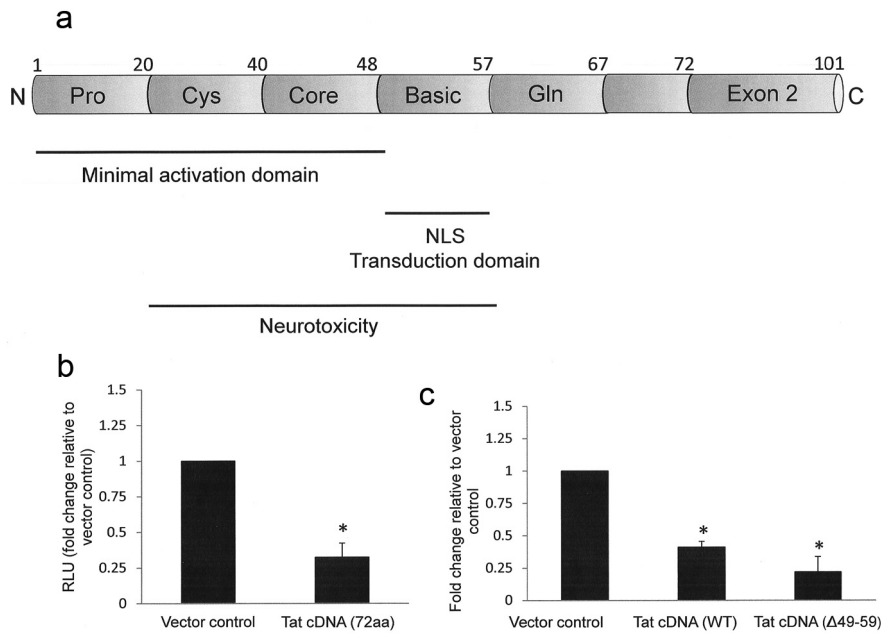 a
1 20 40 48 57 67 72 101
N Pro Cys Core Basic Gln Exon 2 C
Minimal activation domain
NLS
Transduction domain
Neurotoxicity
b
RLU (fold change relative to
vector control)
1.5
1.25
1
0.75
0.5
0.25
0
*
Vector control Tat cDNA (72aa)
c
Fold change relative to vector
control
1.5
1.25
1
0.75
0.5
0.25
0
* *
Vector control Tat cDNA (WT) Tat cDNA (Δ49-59)